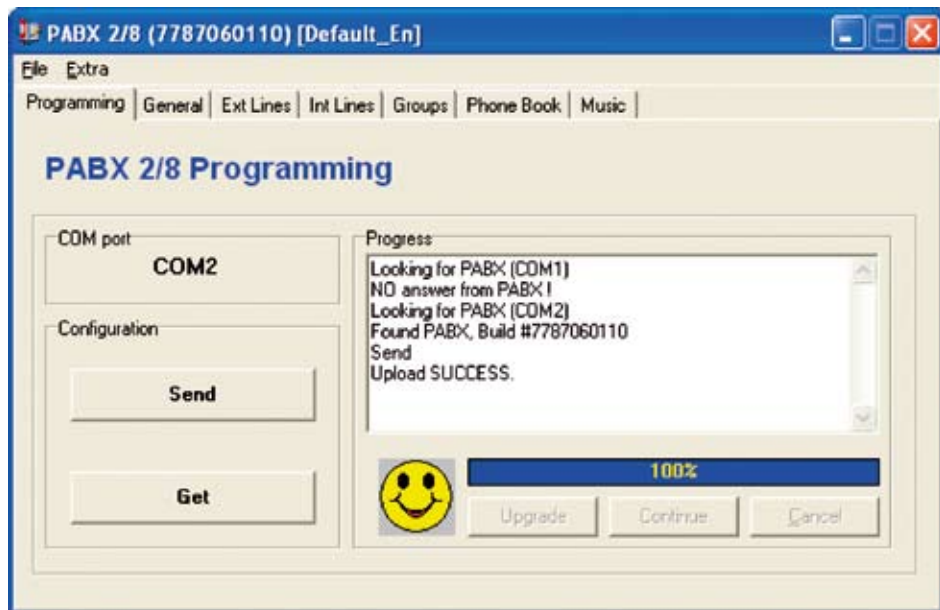 PABX 2/8 (7787060110) [Default_En]
File Extra
Programming General Ext Lines Int Lines Groups Phone Book Music
PABX 2/8 Programming
COM port
COM2
Configuration
Send
Get
Progress
Looking for PABX (COM1)
NO answer from PABX !
Looking for PABX (COM2)
Found PABX, Build #7787060110
Send
Upload SUCCESS.
100%
Upgrade Continue Cancel